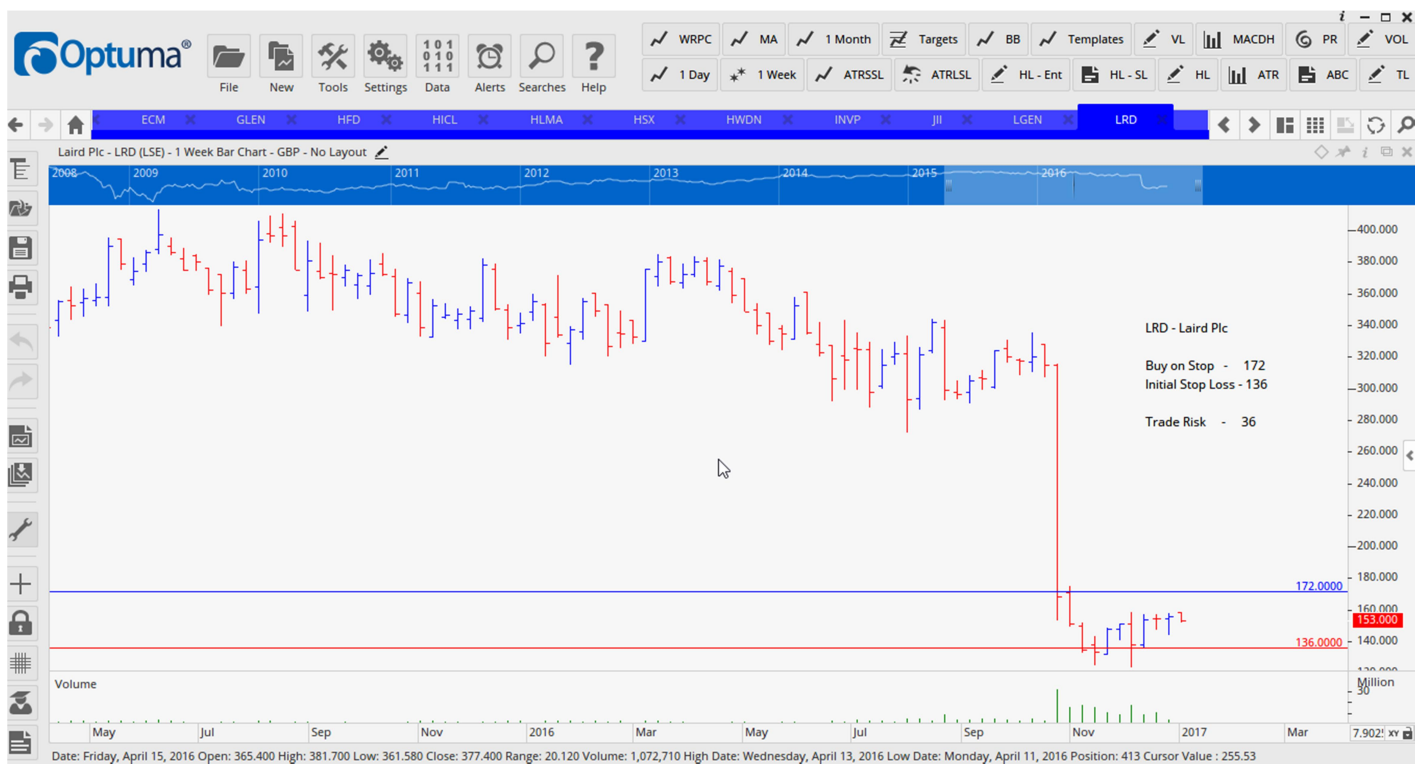 i
Optuma®
File New Tools Settings Data Alerts Searches Help
101
010
111
WRPC MA 1 Month Targets BB Templates VL MACDH PR VOL
1 Day 1 Week ATRSSL ATRLSL HL - Ent HL - SL HL ATR ABC TL
ECM GLEN HFD HICL HLMA HSX HWDN INVP JII LGEN LRD
Laird Plc - LRD (LSE) - 1 Week Bar Chart - GBP - No Layout
2008 2009 2010 2011 2012 2013 2014 2015 2016
400.000
380.000
360.000
340.000
LRD - Laird Plc
320.000
Buy on Stop - 172
Initial Stop Loss - 136
300.000
Trade Risk - 36
280.000
260.000
240.000
220.000
200.000
180.000
172.0000
160.000
153.000
140.000
136.0000
120.000
Volume
Million
30
May Jul Sep Nov 2016 Mar May Jul Sep Nov 2017 Mar
XY
Date: Friday, April 15, 2016 Open: 365.400 High: 381.700 Low: 361.580 Close: 377.400 Range: 20.120 Volume: 1,072,710 High Date: Wednesday, April 13, 2016 Low Date: Monday, April 11, 2016 Position: 413 Cursor Value : 255.53